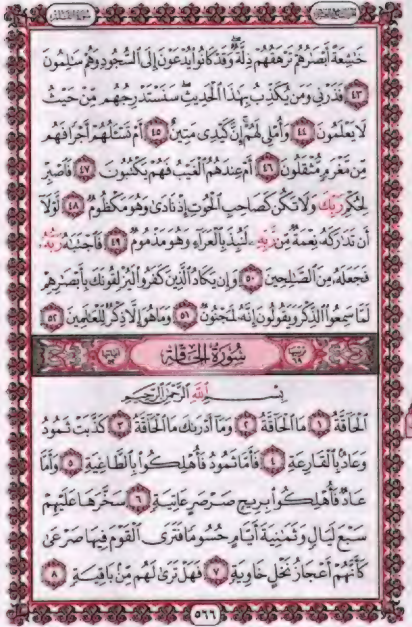 خَٰشِعَةً أَبْصَٰرُهُمْ تَرْهَقُهُمْ ذِلَّةٌ ۖ وَقَدْ كَانُوا۟ يُدْعَوْنَ إِلَى ٱلسُّجُودِ وَهُمْ سَٰلِمُونَ
٤٣ فَذَرْنِى وَمَن يُكَذِّبُ بِهَٰذَا ٱلْحَدِيثِ ۖ سَنَسْتَدْرِجُهُم مِّنْ حَيْثُ
لَا يَعْلَمُونَ ٤٤ وَأُمْلِى لَهُمْ ۚ إِنَّ كَيْدِى مَتِينٌ ٤٥ أَمْ تَسْـَٔلُهُمْ أَجْرًا فَهُم
مِّن مَّغْرَمٍ مُّثْقَلُونَ ٤٦ أَمْ عِندَهُمُ ٱلْغَيْبُ فَهُمْ يَكْتُبُونَ ٤٧ فَٱصْبِرْ
لِحُكْمِ رَبِّكَ وَلَا تَكُن كَصَاحِبِ ٱلْحُوتِ إِذْ نَادَىٰ وَهُوَ مَكْظُومٌ ٤٨ لَّوْلَآ
أَن تَدَٰرَكَهُۥ نِعْمَةٌ مِّن رَّبِّهِۦ لَنُبِذَ بِٱلْعَرَآءِ وَهُوَ مَذْمُومٌ ٤٩ فَٱجْتَبَٰهُ رَبُّهُۥ
فَجَعَلَهُۥ مِنَ ٱلصَّٰلِحِينَ ٥٠ وَإِن يَكَادُ ٱلَّذِينَ كَفَرُوا۟ لَيُزْلِقُونَكَ بِأَبْصَٰرِهِمْ
لَمَّا سَمِعُوا۟ ٱلذِّكْرَ وَيَقُولُونَ إِنَّهُۥ لَمَجْنُونٌ ٥١ وَمَا هُوَ إِلَّا ذِكْرٌ لِّلْعَٰلَمِينَ ٥٢
سُورَةُ الْحَاقَّةِ
بِسْمِ ٱللَّهِ ٱلرَّحْمَٰنِ ٱلرَّحِيمِ
ٱلْحَآقَّةُ ١ مَا ٱلْحَآقَّةُ ٢ وَمَآ أَدْرَىٰكَ مَا ٱلْحَآقَّةُ ٣ كَذَّبَتْ ثَمُودُ
وَعَادٌۢ بِٱلْقَارِعَةِ ٤ فَأَمَّا ثَمُودُ فَأُهْلِكُوا۟ بِٱلطَّاغِيَةِ ٥ وَأَمَّا
عَادٌ فَأُهْلِكُوا۟ بِرِيحٍ صَرْصَرٍ عَاتِيَةٍ ٦ سَخَّرَهَا عَلَيْهِمْ
سَبْعَ لَيَالٍ وَثَمَٰنِيَةَ أَيَّامٍ حُسُومًا فَتَرَى ٱلْقَوْمَ فِيهَا صَرْعَىٰ
كَأَنَّهُمْ أَعْجَازُ نَخْلٍ خَاوِيَةٍ ٧ فَهَلْ تَرَىٰ لَهُم مِّنۢ بَاقِيَةٍ ٨
٥٦٦